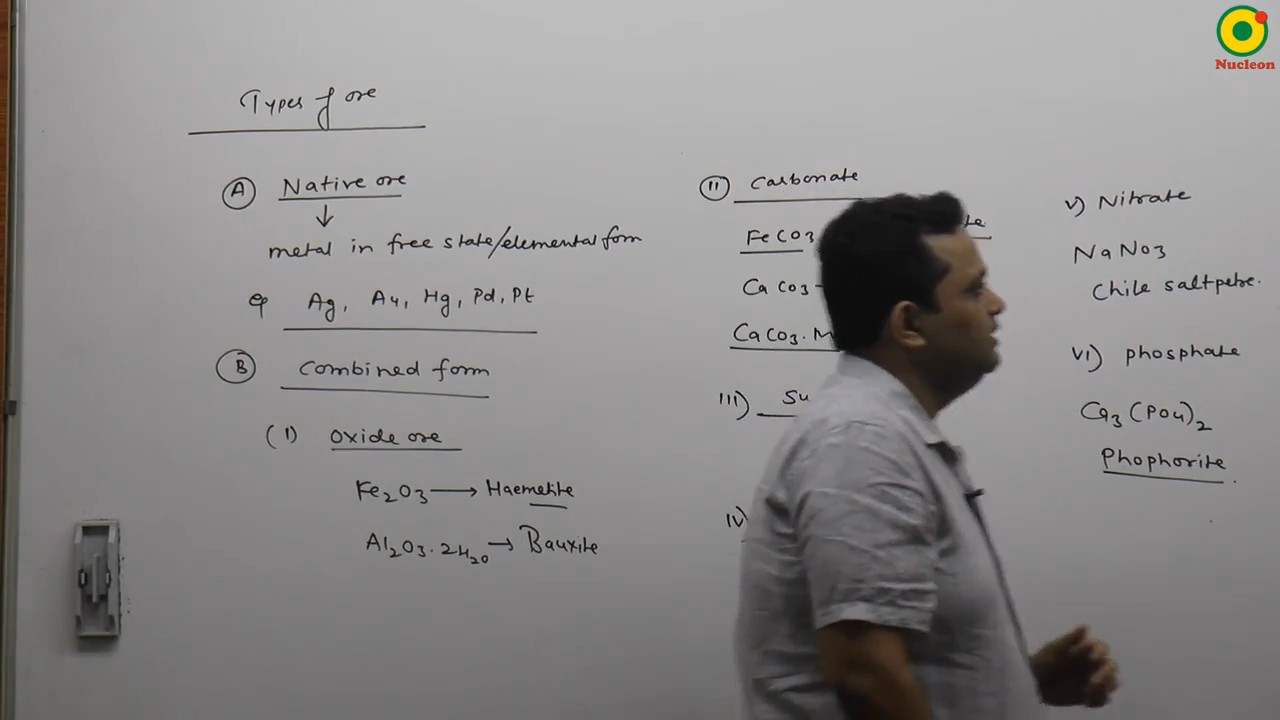 Nucleon
Types of ore
(A) Native ore
↓
metal in free state/elemental form
eg Ag, Au, Hg, Pd, Pt
(B) Combined form
(I) Oxide ore
Fe2O3 → Haematite
Al2O3.2H2O → Bauxite
(II) Carbonate
FeCO3
CaCO3
CaCO3.M
III) Su
IV)
V) Nitrate
NaNO3
Chile saltpetre.
VI) phosphate
Ca3(PO4)2
Phophorite.